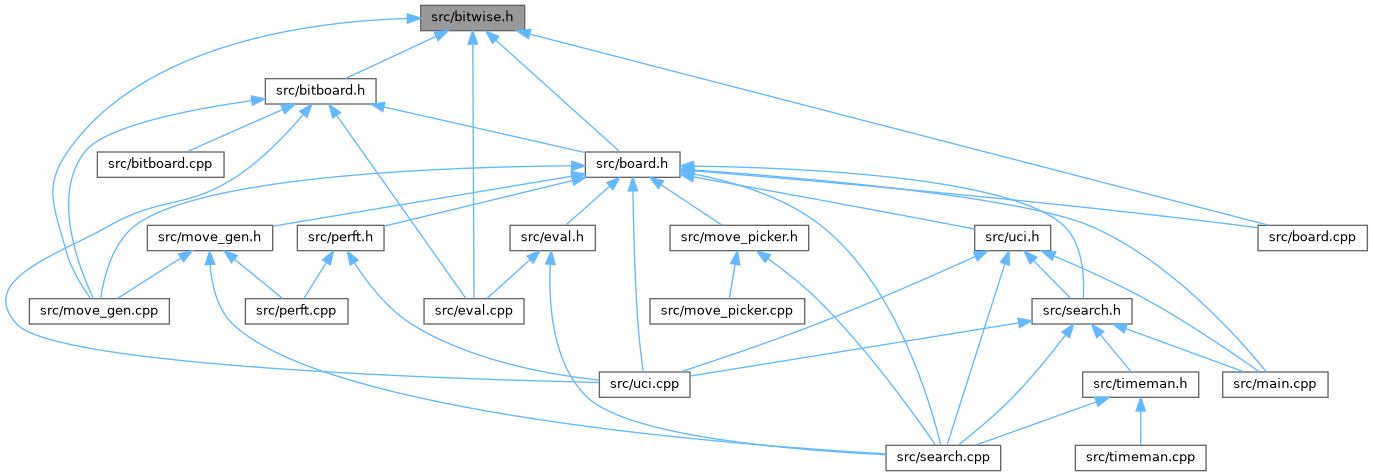 src/bitwise.h
src/bitboard.h
src/bitboard.cpp
src/board.h
src/move_gen.h
src/perft.h
src/eval.h
src/move_picker.h
src/uci.h
src/board.cpp
src/move_gen.cpp
src/perft.cpp
src/eval.cpp
src/move_picker.cpp
src/search.h
src/uci.cpp
src/timeman.h
src/main.cpp
src/search.cpp
src/timeman.cpp